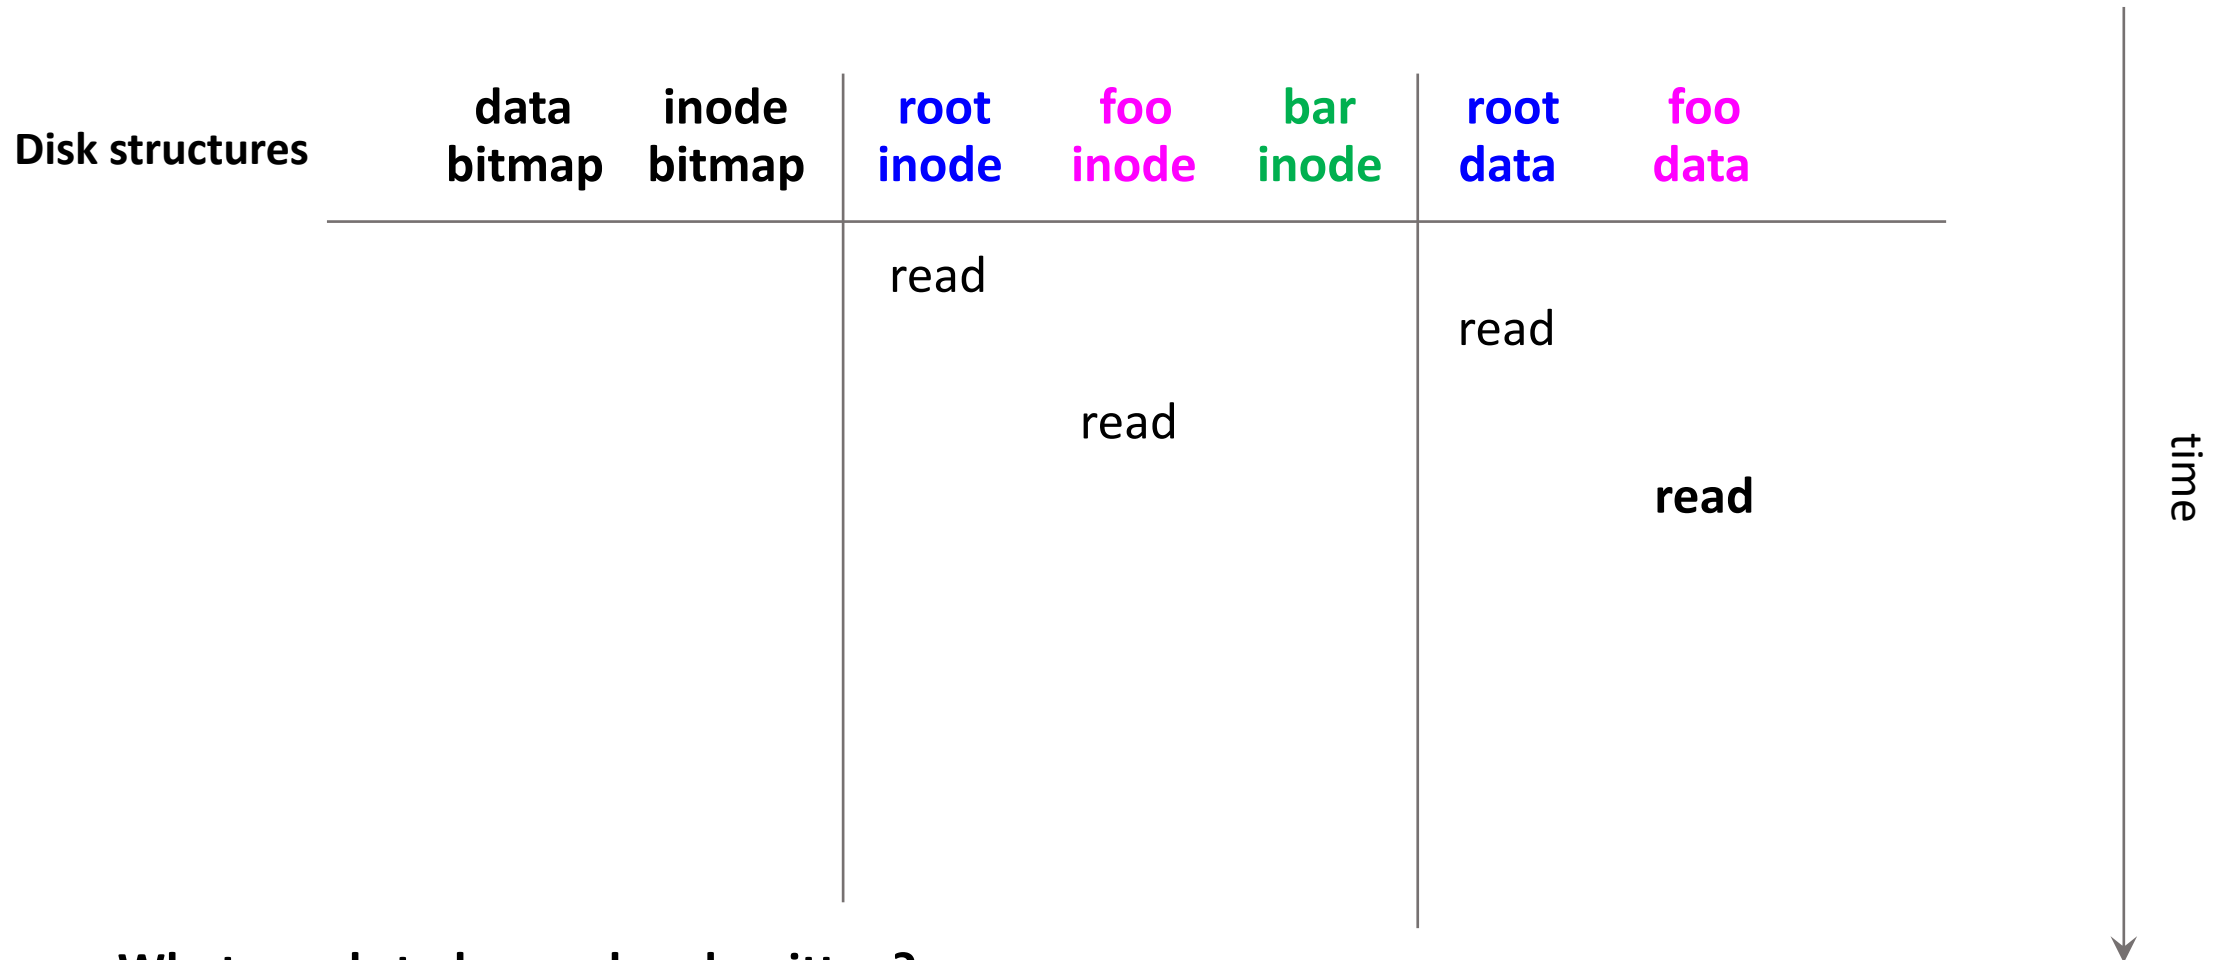 data inode root foo bar root foo
Disk structures
bitmap bitmap inode inode inode data data
read
read
read
read
time